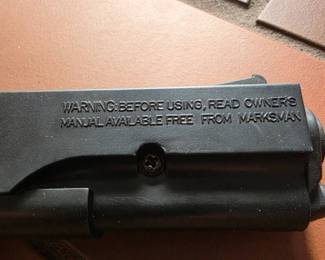 WARNING: BEFORE USING, READ OWNER'S
MANUAL AVAILABLE FREE FROM MARKSMAN